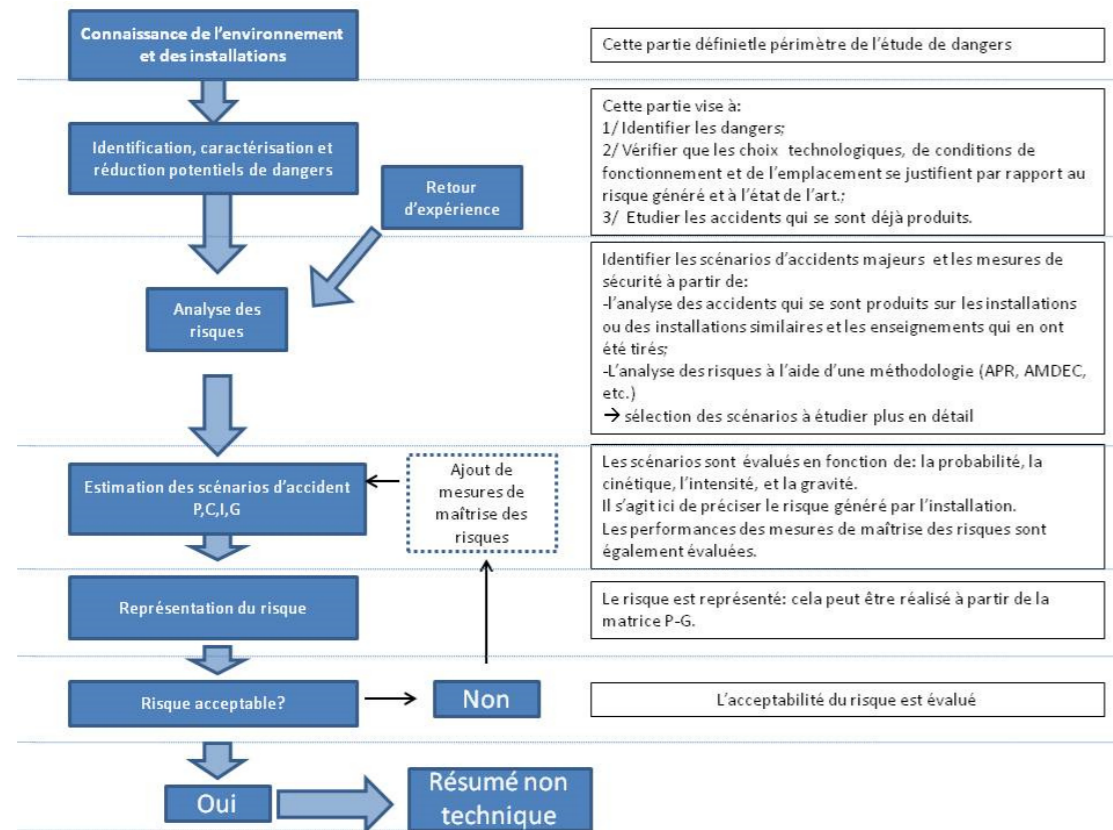 Connaissance de l'environnement
et des installations
Cette partie définietle périmètre de l'étude de dangers
Identification, caractérisation et
réduction potentiels de dangers
Retour
d'expérience
Cette partie vise à:
1/ Identifier les dangers;
2/ Vérifier que les choix technologiques, de conditions de
fonctionnement et de l'emplacement se justifient par rapport au
risque généré et à l'état de l'art.;
3/ Etudier les accidents qui se sont déjà produits.
Analyse des
risques
Identifier les scénarios d'accidents majeurs et les mesures de
sécurité à partir de:
-l'analyse des accidents qui se sont produits sur les installations
ou des installations similaires et les enseignements qui en ont
été tirés;
-L'analyse des risques à l'aide d'une méthodologie (APR, AMDEC,
etc.)
→ sélection des scénarios à étudier plus en détail
Estimation des scénarios d'accident
P,C,I,G
Ajout de
mesures de
maîtrise des
risques
Les scénarios sont évalués en fonction de: la probabilité, la
cinétique, l'intensité, et la gravité.
Il s'agit ici de préciser le risque généré par l'installation.
Les performances des mesures de maîtrise des risques sont
également évaluées.
Représentation du risque
Le risque est représenté: cela peut être réalisé à partir de la
matrice P-G.
Risque acceptable?
Non
L'acceptabilité du risque est évalué
Oui
Résumé non
technique